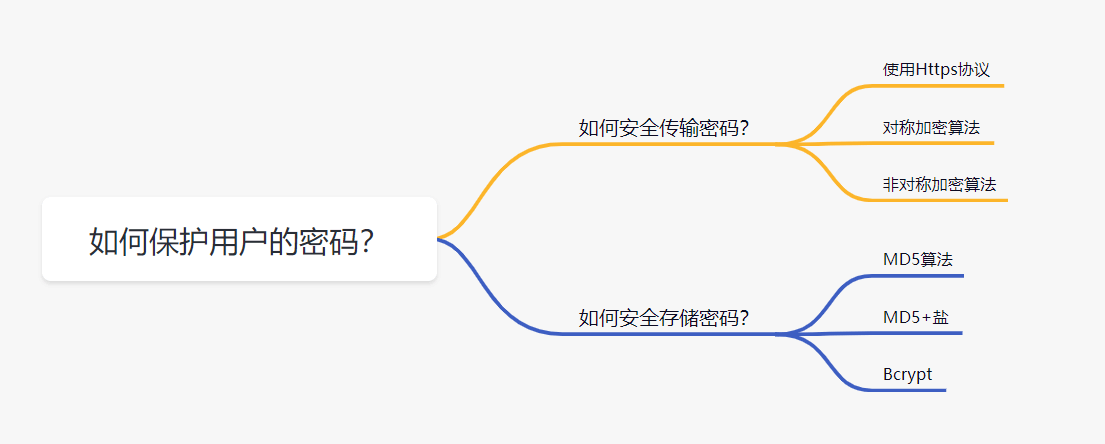 如何保护用户的密码？
如何安全传输密码？
使用Https协议
对称加密算法
非对称加密算法
如何安全存储密码？
MD5算法
MD5+盐
Bcrypt